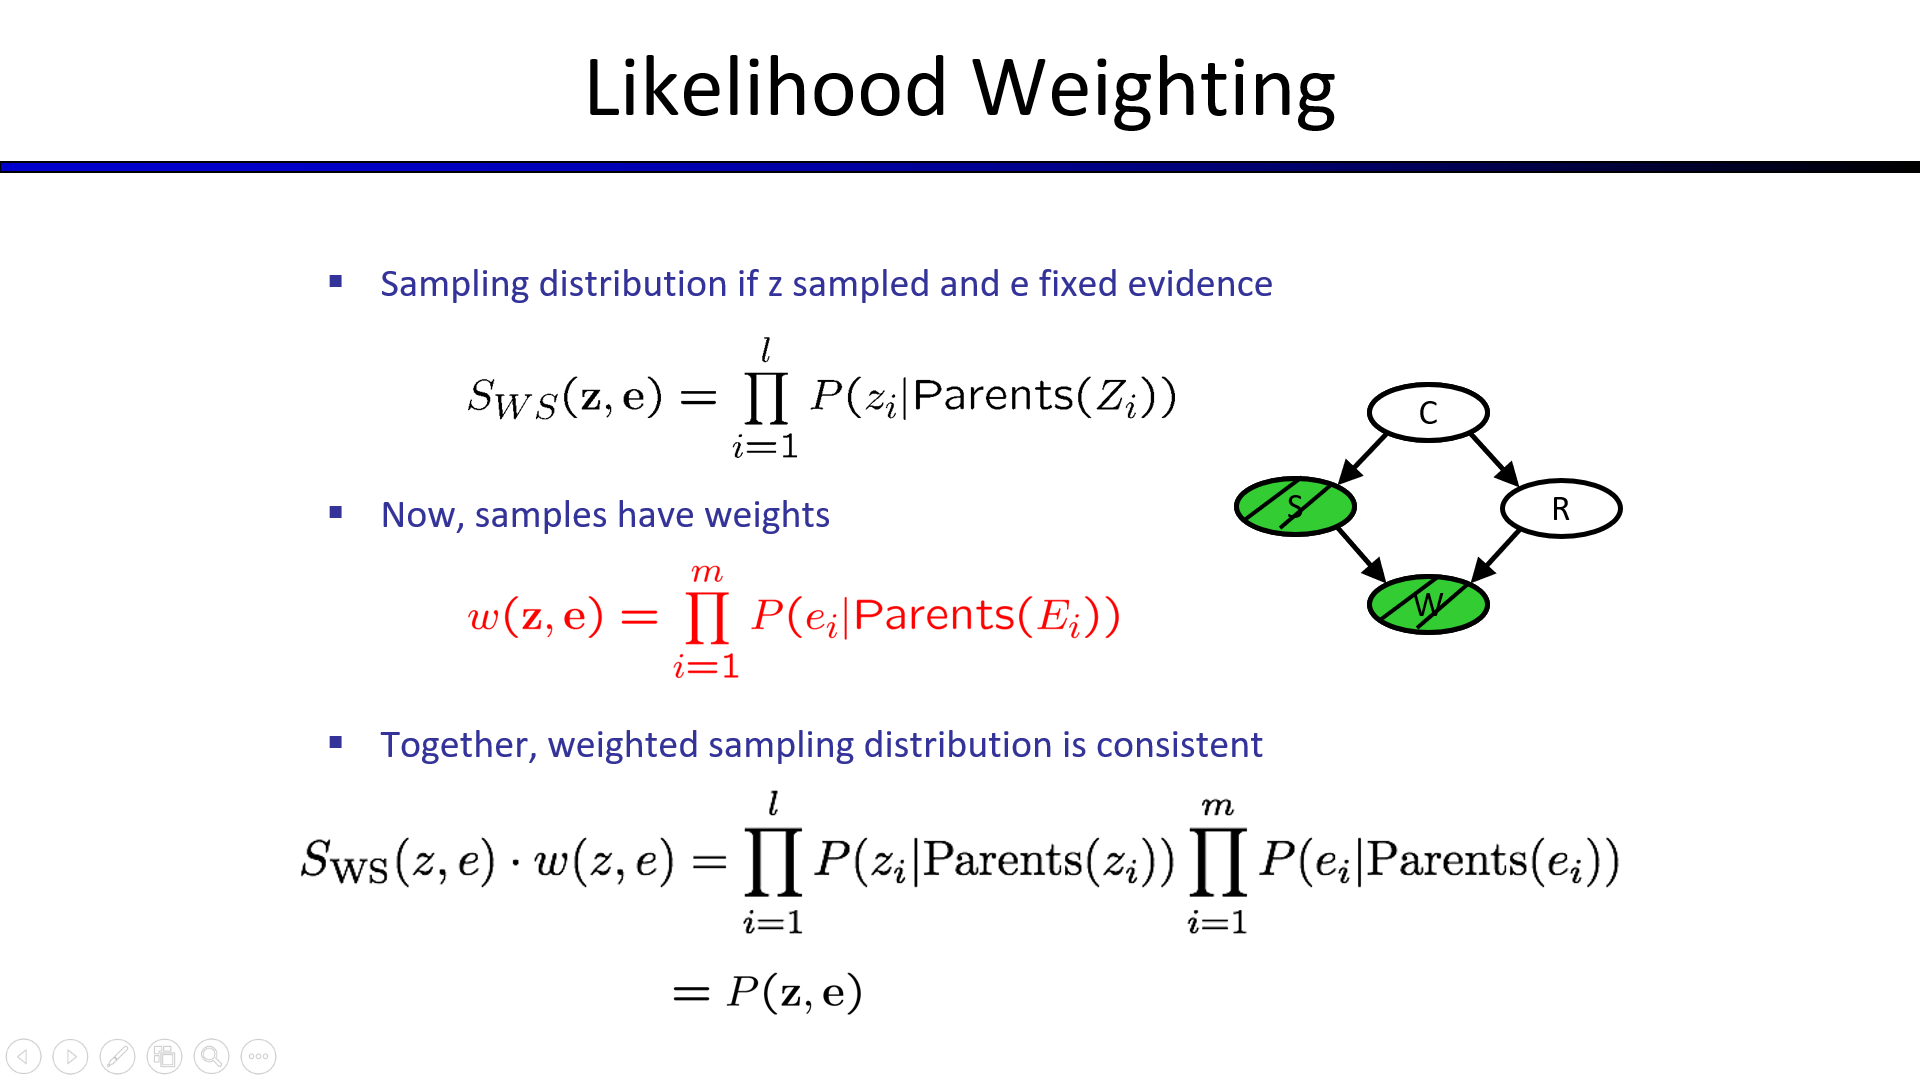 Likelihood Weighting
▪ Sampling distribution if z sampled and e fixed evidence
$S_{WS}(\mathbf{z}, \mathbf{e}) = \prod_{i=1}^{l} P(z_i|\text{Parents}(Z_i))$
▪ Now, samples have weights
$w(\mathbf{z}, \mathbf{e}) = \prod_{i=1}^{m} P(e_i|\text{Parents}(E_i))$
C
S
R
W
▪ Together, weighted sampling distribution is consistent
$S_{\text{WS}}(z, e) \cdot w(z, e) = \prod_{i=1}^{l} P(z_i|\text{Parents}(z_i)) \prod_{i=1}^{m} P(e_i|\text{Parents}(e_i))$
$= P(\mathbf{z}, \mathbf{e})$